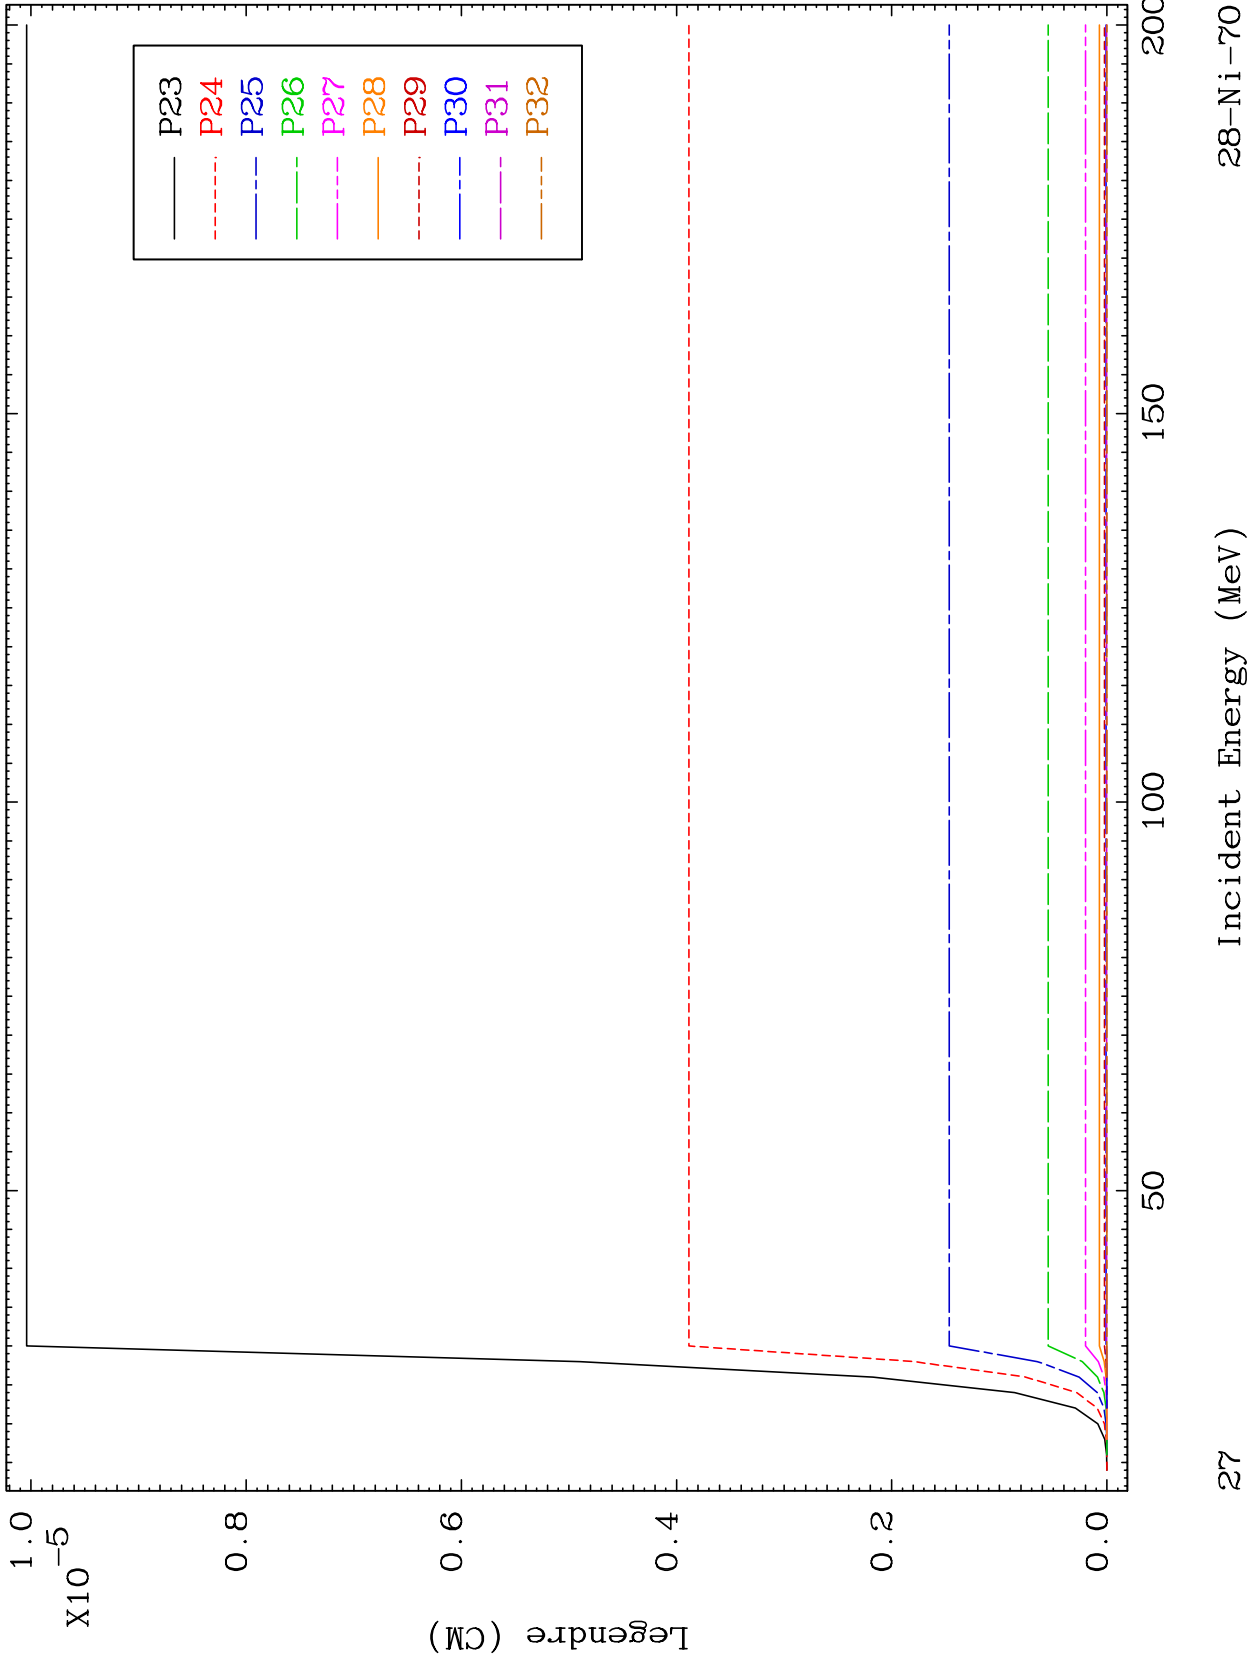 X10-5
1.0
0.8
0.6
0.4
0.2
0.0
Legendre (CM)
P23
P24
P25
P26
P27
P28
P29
P30
P31
P32
50
100
150
200
Incident Energy (MeV)
27
28-Ni-70